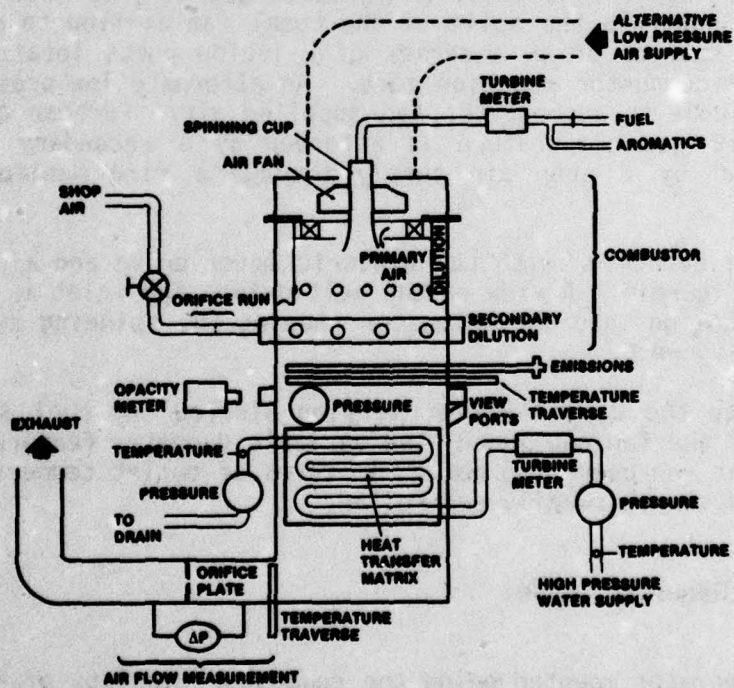 ALTERNATIVE
LOW PRESSURE
AIR SUPPLY
TURBINE
METER
FUEL
AROMATICS
SPINNING CUP
AIR FAN
SHOP
AIR
PRIMARY
AIR
DILUTION
COMBUSTOR
ORIFICE RUN
SECONDARY
DILUTION
EMISSIONS
OPACITY
METER
PRESSURE
VIEW
PORTS
TEMPERATURE
TRAVERSE
EXHAUST
TEMPERATURE
PRESSURE
TURBINE
METER
PRESSURE
TO
DRAIN
HEAT
TRANSFER
MATRIX
TEMPERATURE
HIGH PRESSURE
WATER SUPPLY
ORIFICE
PLATE
TEMPERATURE
TRAVERSE
ΔP
AIR FLOW MEASUREMENT